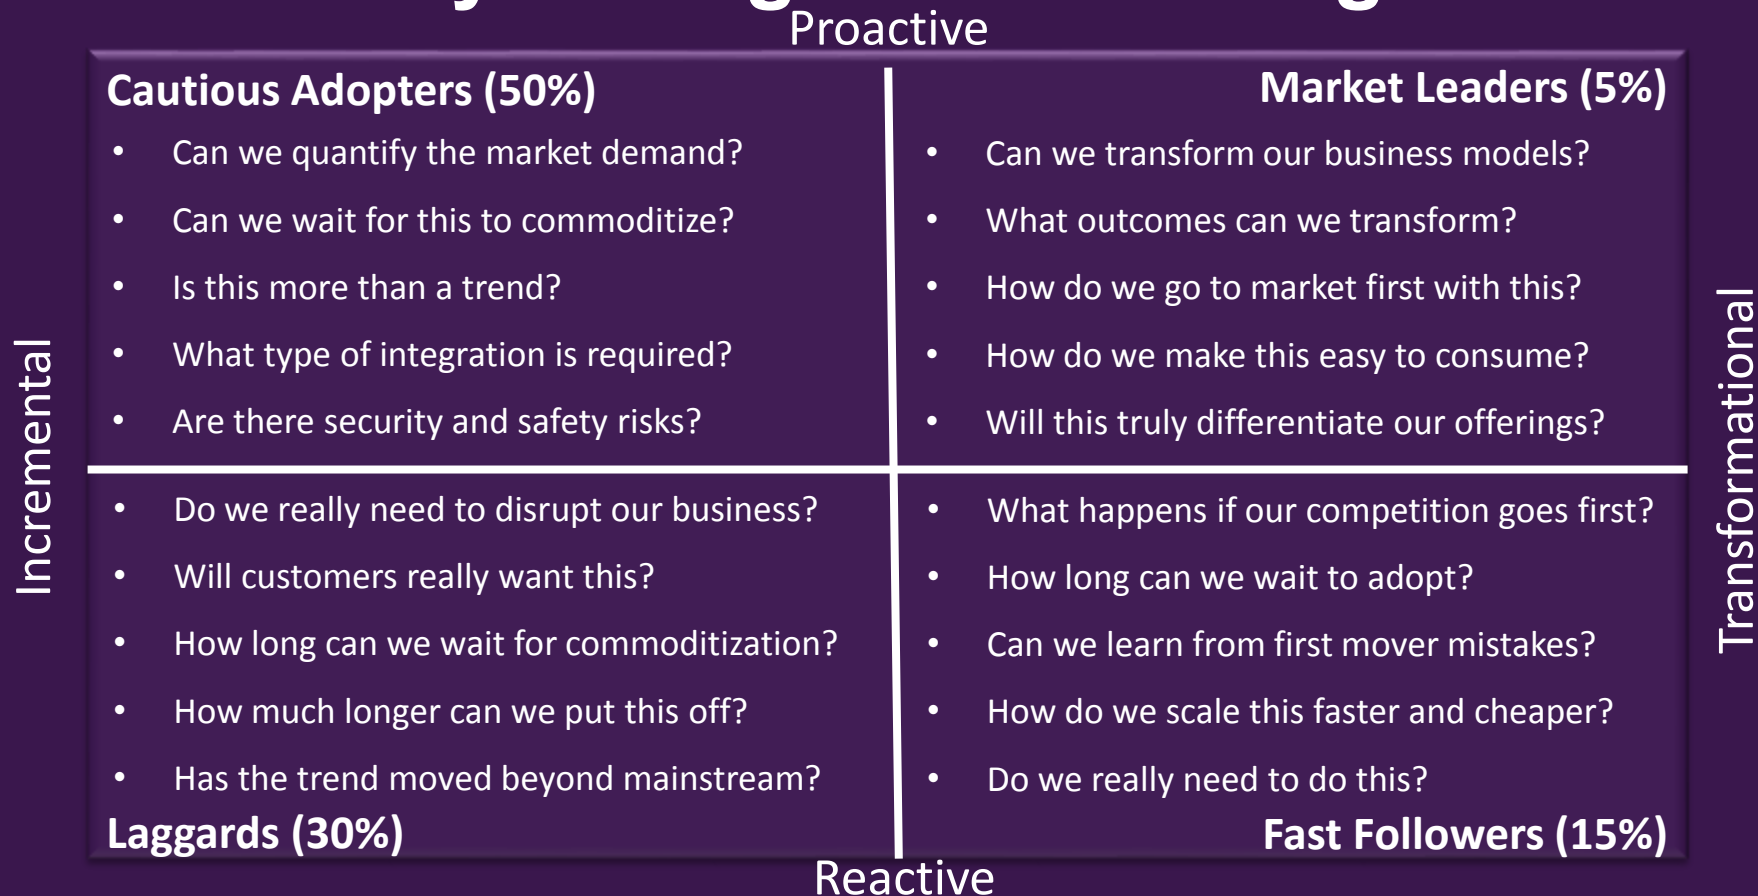 Proactive
Cautious Adopters (50%)
• Can we quantify the market demand?
• Can we wait for this to commoditize?
• Is this more than a trend?
• What type of integration is required?
• Are there security and safety risks?
Market Leaders (5%)
• Can we transform our business models?
• What outcomes can we transform?
• How do we go to market first with this?
• How do we make this easy to consume?
• Will this truly differentiate our offerings?
Incremental
Transformational
• Do we really need to disrupt our business?
• Will customers really want this?
• How long can we wait for commoditization?
• How much longer can we put this off?
• Has the trend moved beyond mainstream?
Laggards (30%)
• What happens if our competition goes first?
• How long can we wait to adopt?
• Can we learn from first mover mistakes?
• How do we scale this faster and cheaper?
• Do we really need to do this?
Fast Followers (15%)
Reactive